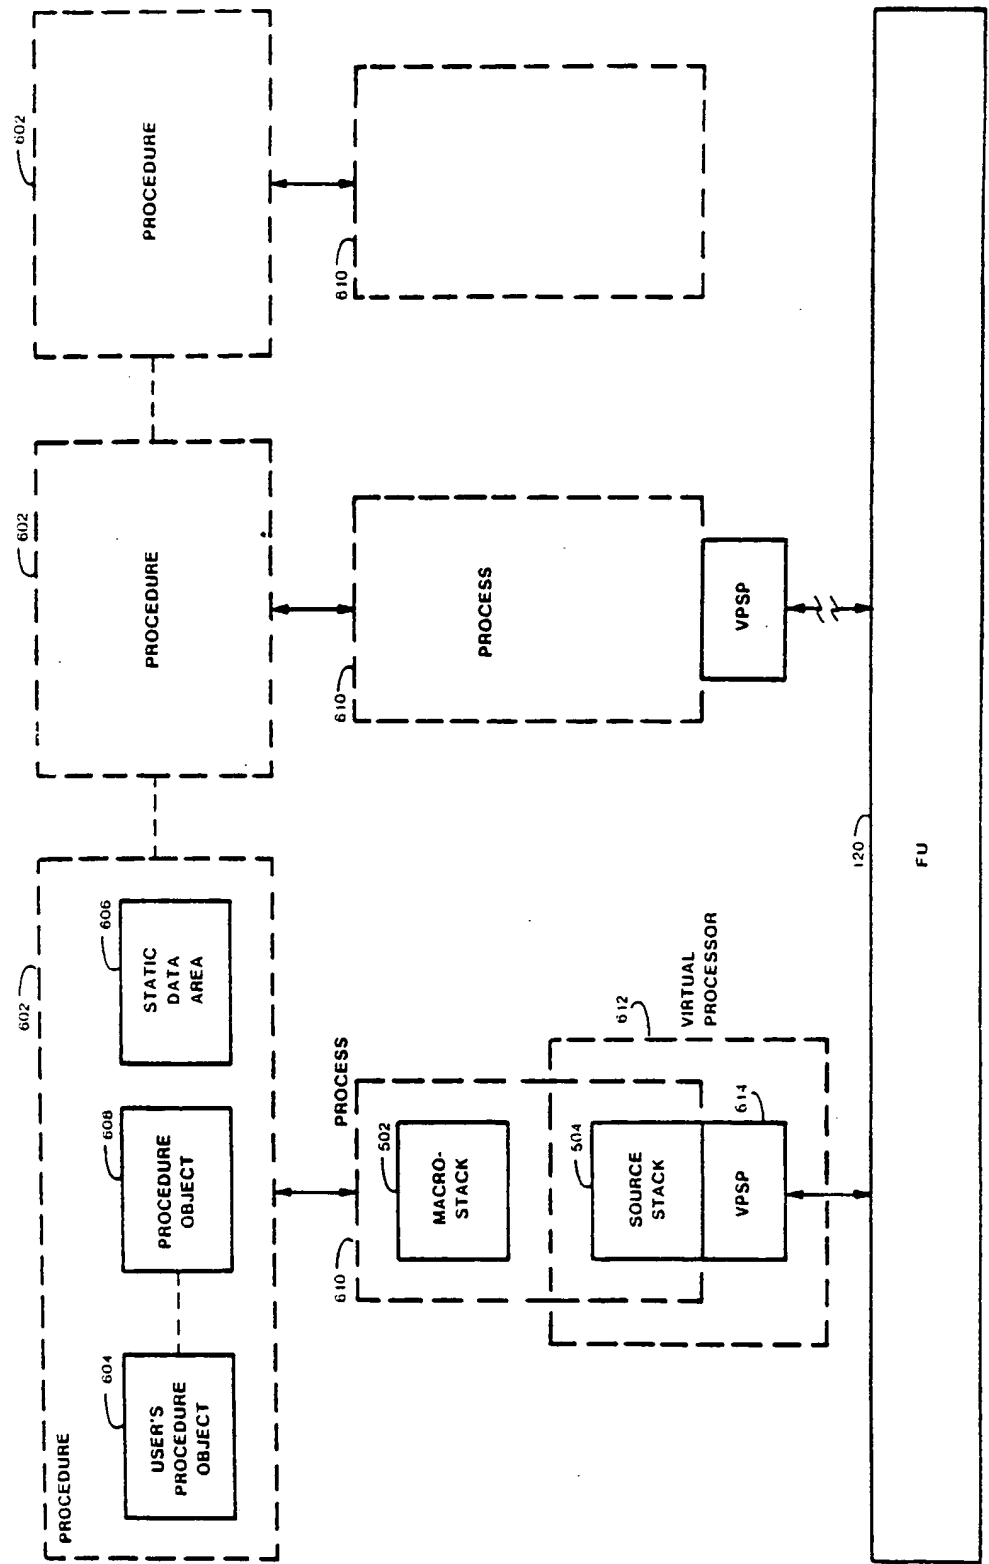 PROCEDURE
604
USER'S
PROCEDURE
OBJECT
608
PROCEDURE
OBJECT
606
STATIC
DATA
AREA
602
602
PROCEDURE
602
PROCEDURE
610
PROCESS
502
MACRO-
STACK
504
SOURCE
STACK
614
VPSP
612
VIRTUAL
PROCESSOR
610
PROCESS
VPSP
610
120
FU